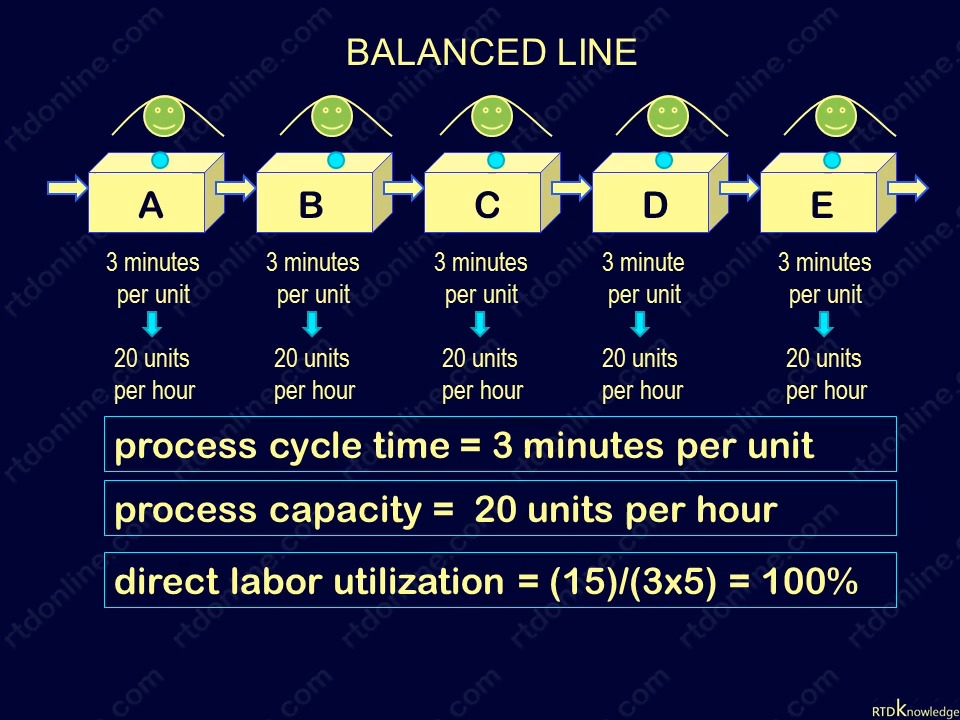 BALANCED LINE
A B C D E
3 minutes 3 minutes 3 minutes 3 minute 3 minutes
per unit per unit per unit per unit per unit
20 units 20 units 20 units 20 units 20 units
per hour per hour per hour per hour per hour
process cycle time = 3 minutes per unit
process capacity = 20 units per hour
direct labor utilization = (15)/(3x5) = 100%
RTDKnowledge
rtdonline.com